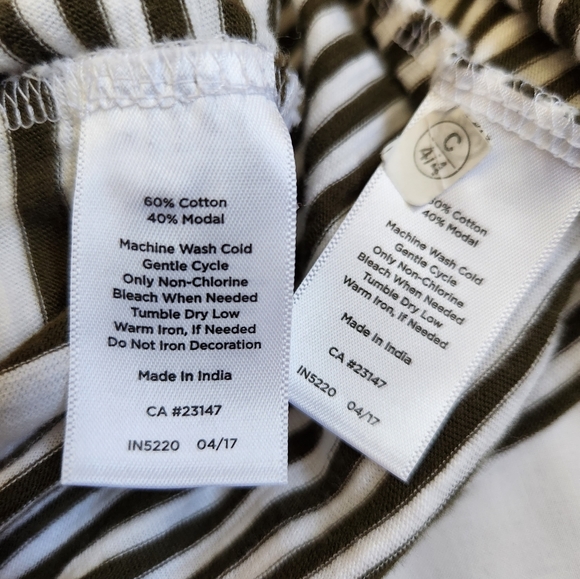 60% Cotton
40% Modal
Machine Wash Cold
Gentle Cycle
Only Non-Chlorine
Bleach When Needed
Tumble Dry Low
Warm Iron, If Needed
Do Not Iron Decoration
Made In India
CA #23147
IN5220 04/17
C
4/4
Cotton
40% Modal
Machine Wash Cold
Gentle Cycle
Only Non-Chlorine
Bleach When Needed
Tumble Dry Low
Warm Iron, If Needed
Made In India
CA #23147
IN5220 04/17